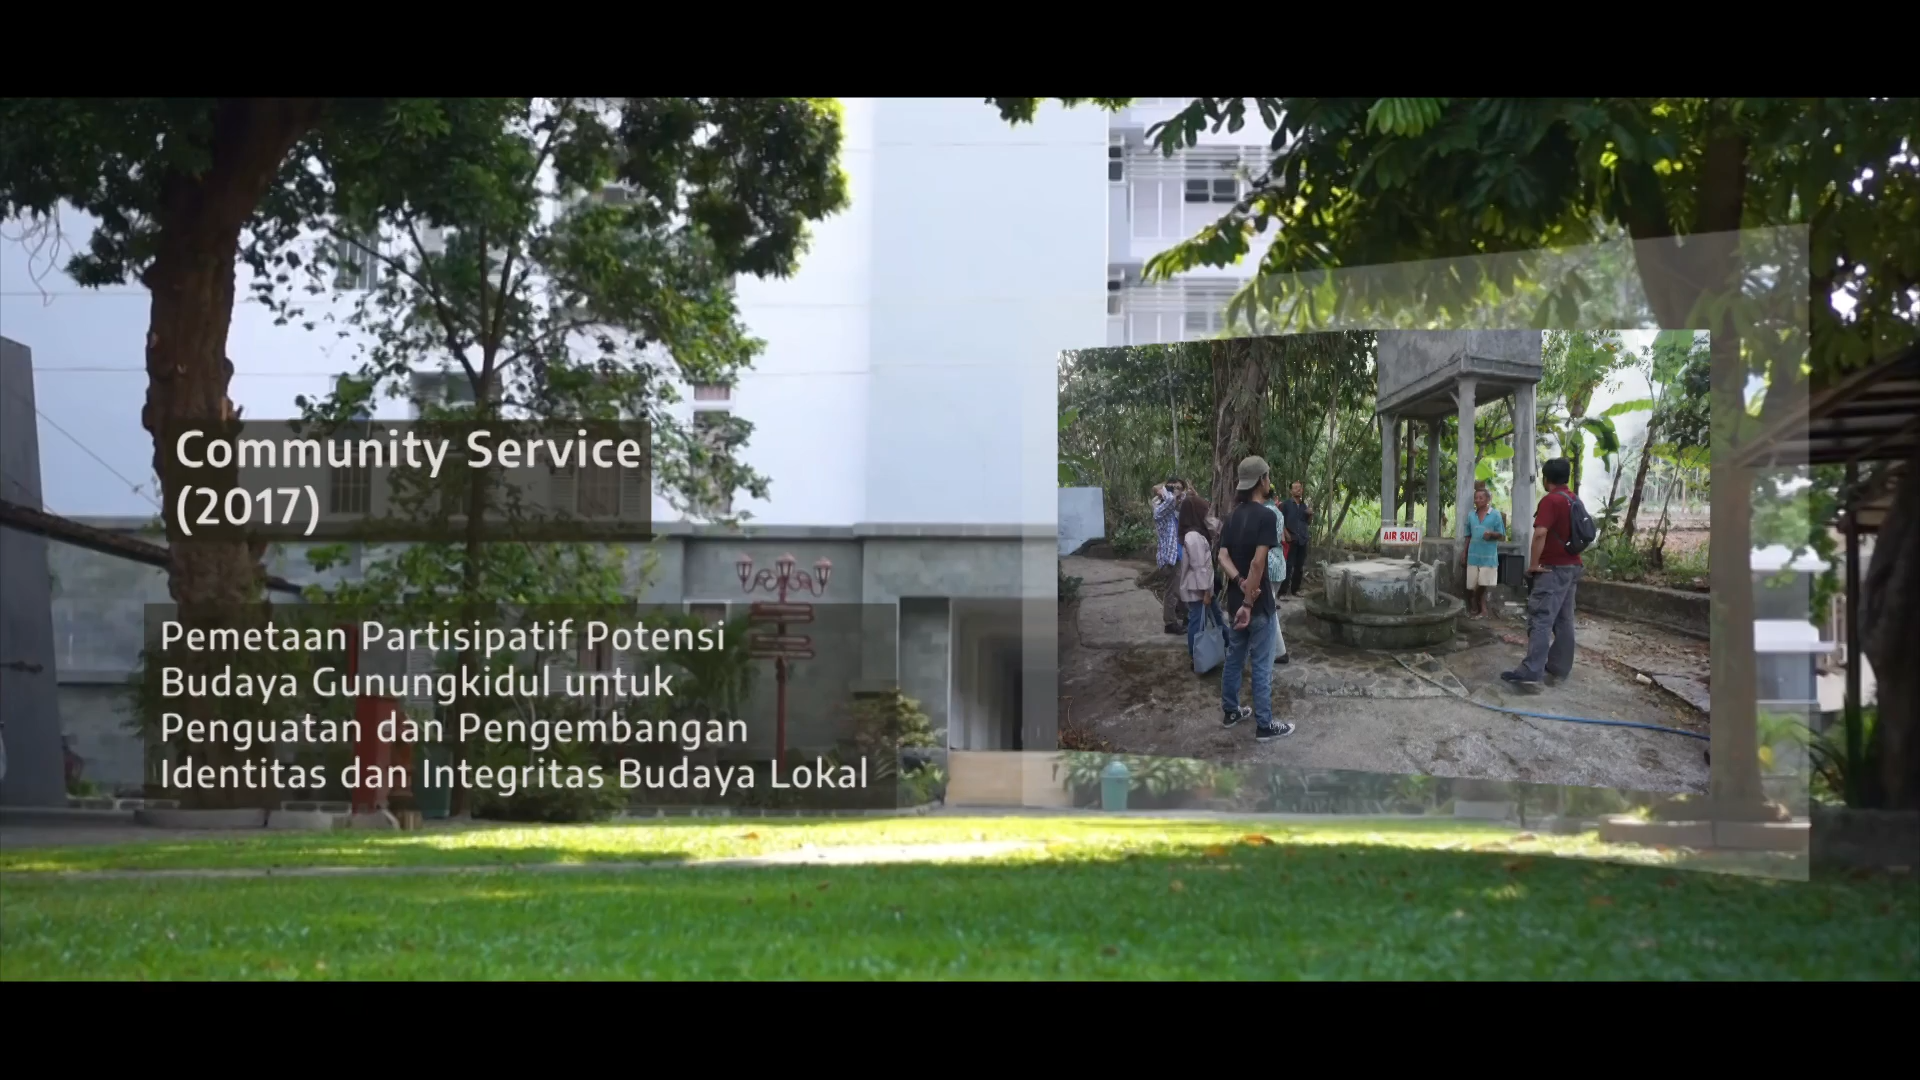 Community Service
(2017)
Pemetaan Partisipatif Potensi
Budaya Gunungkidul untuk
Penguatan dan Pengembangan
Identitas dan Integritas Budaya Lokal
AIR SUCI